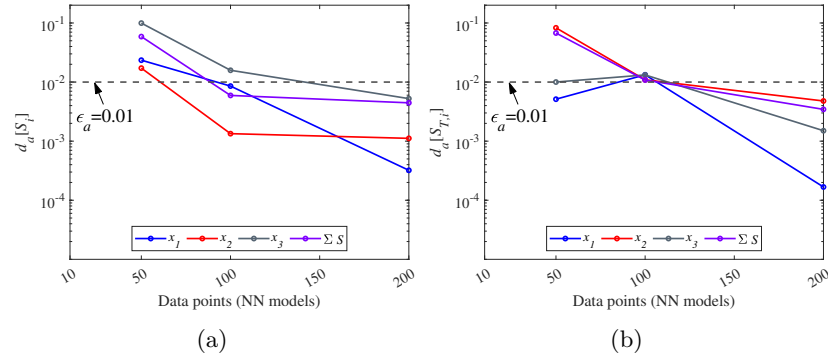 10^{-1}
10^{-2}
10^{-3}
10^{-4}
d_a[S_i]
ϵ_a=0.01
x_1 x_2 x_3 Σ S
10 50 100 150 200
Data points (NN models)
(a)
10^{-1}
10^{-2}
10^{-3}
10^{-4}
d_a[S_{T,i}]
ϵ_a=0.01
x_1 x_2 x_3 Σ S
10 50 100 150 200
Data points (NN models)
(b)